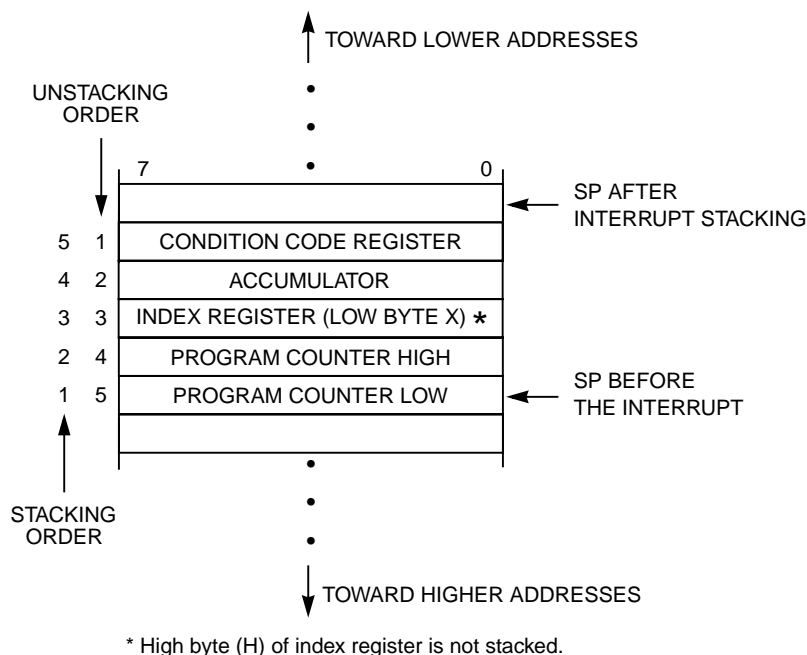 TOWARD LOWER ADDRESSES
UNSTACKING
ORDER
7 0
SP AFTER
INTERRUPT STACKING
5 1 CONDITION CODE REGISTER
4 2 ACCUMULATOR
3 3 INDEX REGISTER (LOW BYTE X) *
2 4 PROGRAM COUNTER HIGH
1 5 PROGRAM COUNTER LOW
SP BEFORE
THE INTERRUPT
STACKING
ORDER
TOWARD HIGHER ADDRESSES
* High byte (H) of index register is not stacked.